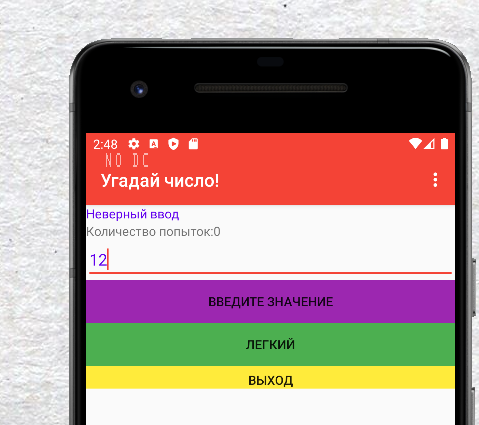 2:48
NO DC
Угадай число!
Неверный ввод
Количество попыток:0
12
ВВЕДИТЕ ЗНАЧЕНИЕ
ЛЕГКИЙ
ВЫХОД